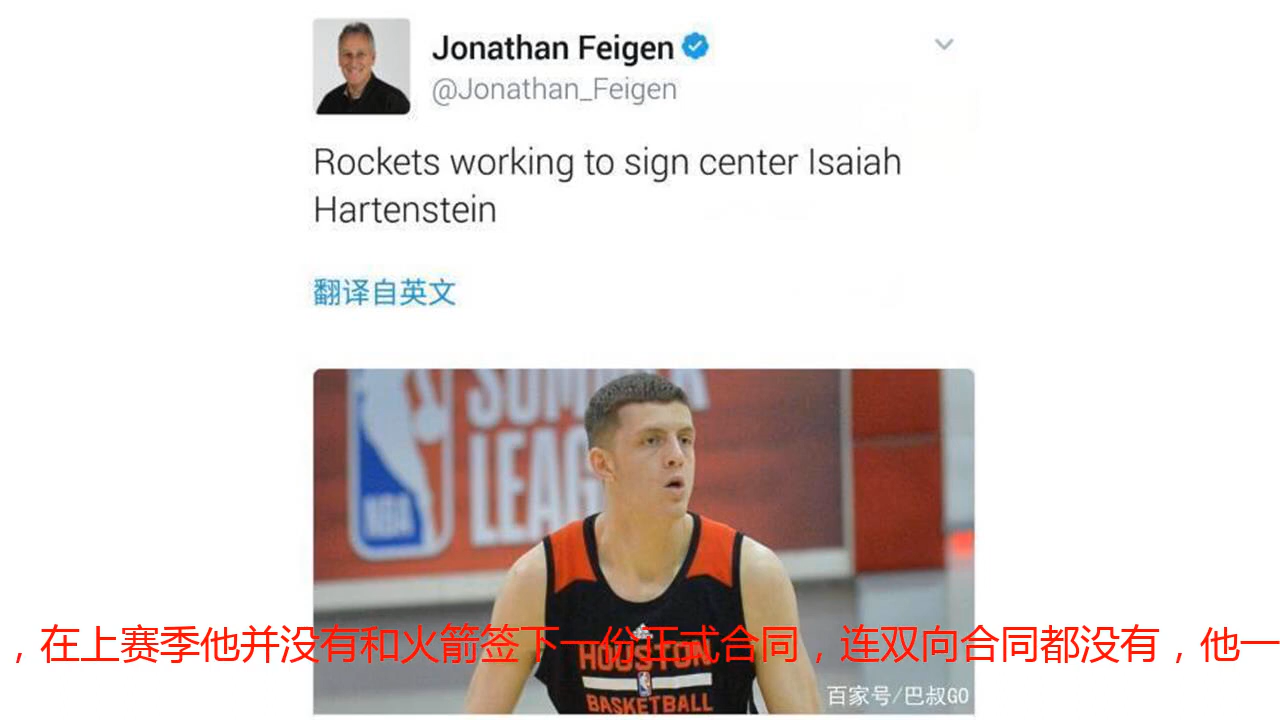 Jonathan Feigen
@Jonathan_Feigen
Rockets working to sign center Isaiah
Hartenstein
翻译自英文
SUMMER
LEAG
NBA
，在上赛季他并没有和火箭签下一份正式合同，连双向合同都没有，他一
HOUSTON
BASKETBALL
百家号/巴叔GO